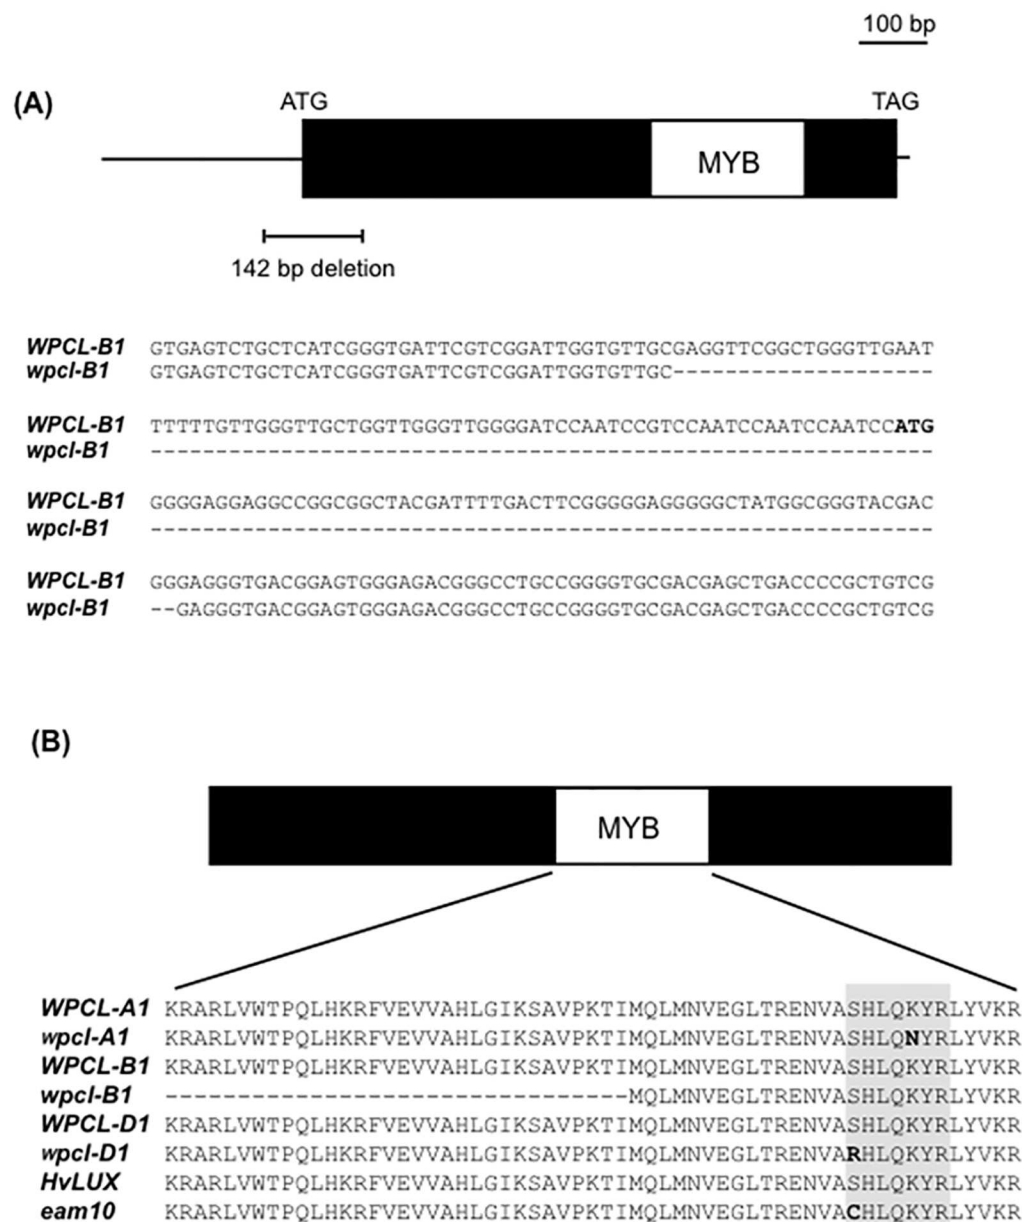 100 bp
(A)
ATG
TAG
MYB
142 bp deletion
WPCL-B1 GTGAGTCTGCTCATCGGGTGATTCGTCGGATTGGTGTTGCGAGGTTCGGCTGGGTTGAAT
wpcl-B1 GTGAGTCTGCTCATCGGGTGATTCGTCGGATTGGTGTTGC--------------------
WPCL-B1 TTTTTGTTGGGTTGCTGGTTGGGTTGGGGATCCAATCCGTCCAATCCAATCCAATCCATG
wpcl-B1 ------------------------------------------------------------
WPCL-B1 GGGGAGGAGGCCGGCGGCTACGATTTTGACTTCGGGGGAGGGGGCTATGGCGGGTACGAC
wpcl-B1 ------------------------------------------------------------
WPCL-B1 GGGAGGGTGACGGAGTGGGAGACGGGCCTGCCGGGGTGCGACGAGCTGACCCCGCTGTCG
wpcl-B1 --GAGGGTGACGGAGTGGGAGACGGGCCTGCCGGGGTGCGACGAGCTGACCCCGCTGTCG
(B)
MYB
WPCL-A1 KRARLVWTPQLHKRFVEVVAHLGIKSAVPKTIMQLMNVEGLTRENVASHLQKYRLYVKR
wpcl-A1 KRARLVWTPQLHKRFVEVVAHLGIKSAVPKTIMQLMNVEGLTRENVASHLQNYRLYVKR
WPCL-B1 KRARLVWTPQLHKRFVEVVAHLGIKSAVPKTIMQLMNVEGLTRENVASHLQKYRLYVKR
wpcl-B1 --------------------------------MQLMNVEGLTRENVASHLQKYRLYVKR
WPCL-D1 KRARLVWTPQLHKRFVEVVAHLGIKSAVPKTIMQLMNVEGLTRENVASHLQKYRLYVKR
wpcl-D1 KRARLVWTPQLHKRFVEVVAHLGIKSAVPKTIMQLMNVEGLTRENVARHLQKYRLYVKR
HvLUX KRARLVWTPQLHKRFVEVVAHLGIKSAVPKTIMQLMNVEGLTRENVASHLQKYRLYVKR
eam10 KRARLVWTPQLHKRFVEVVAHLGIKSAVPKTIMQLMNVEGLTRENVACHLQKYRLYVKR